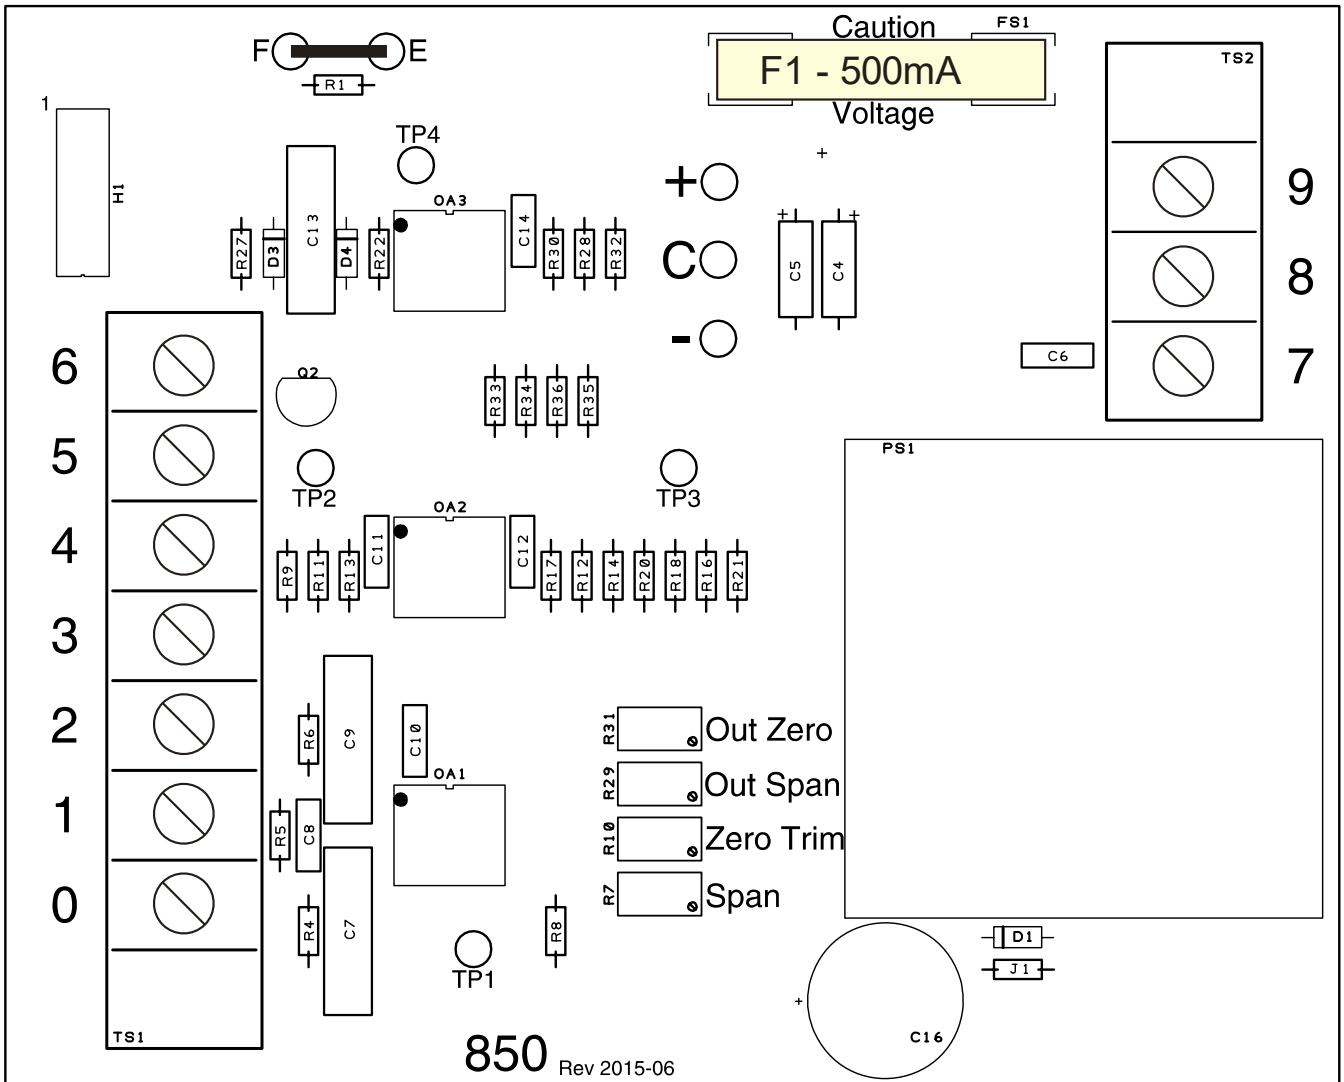 Caution
FS1
F
E
F1 - 500mA
TS2
R1
1
Voltage
TP4
+
H1
+
9
OA3
C13
C14
R27
D3
D4
R22
R30
R28
R32
C
+
+
C5
C4
8
-
C6
7
6
Q2
R33
R34
R36
R35
5
PS1
TP2
TP3
OA2
4
C11
C12
R9
R11
R13
R17
R12
R14
R20
R18
R16
R21
3
2
R6
C9
C10
R31
Out Zero
OA1
R29
Out Span
1
R5
C8
R10
Zero Trim
0
R7
Span
R4
C7
R8
D1
J1
TP1
+
C16
TS1
850
Rev 2015-06